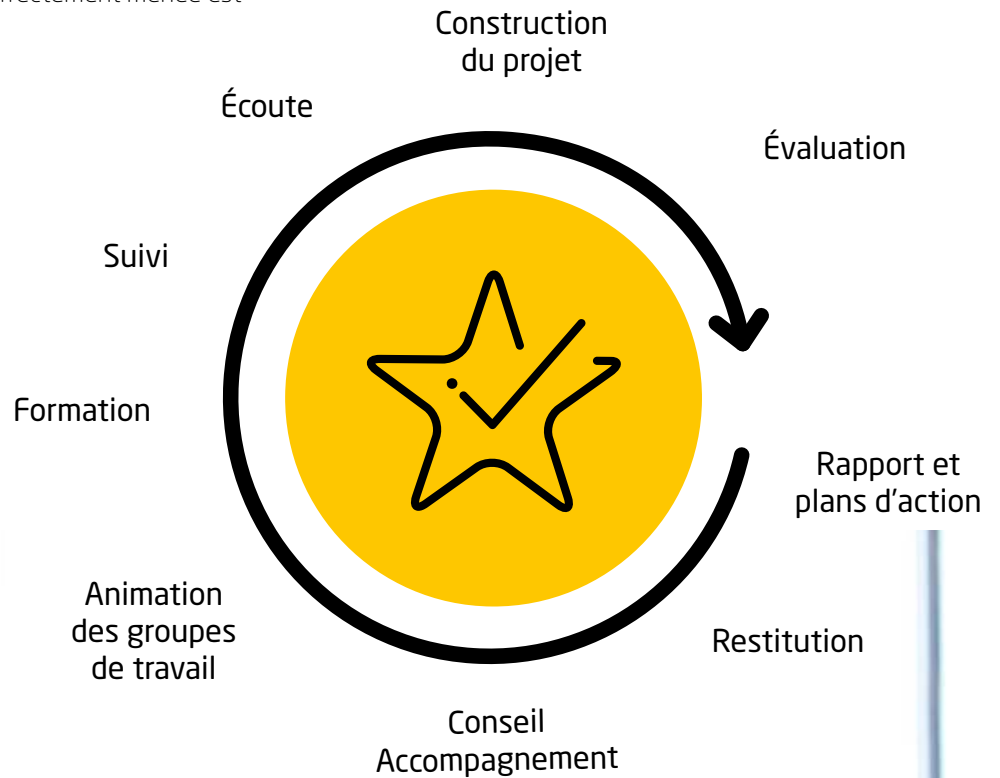 Construction
du projet
Écoute
Évaluation
Suivi
Formation
Rapport et
plans d'action
Animation
des groupes
de travail
Restitution
Conseil
Accompagnement